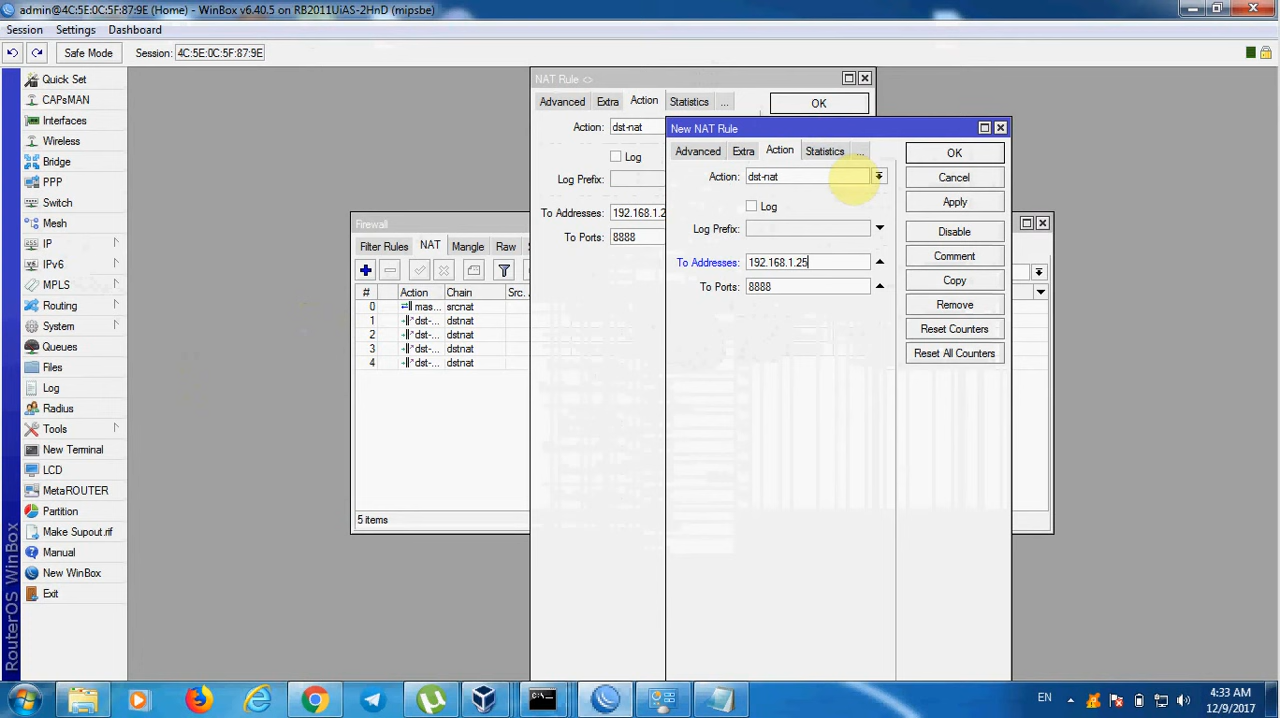 admin@4C:5E:0C:5F:87:9E (Home) - WinBox v6.40.5 on RB2011UiAS-2HnD (mipsbe)
Session Settings Dashboard
Safe Mode Session: 4C:5E:0C:5F:87:9E
Quick Set
CAPsMAN
Interfaces
Wireless
Bridge
PPP
Switch
Mesh
IP
IPv6
MPLS
Routing
System
Queues
Files
Log
Radius
Tools
New Terminal
LCD
MetaROUTER
Partition
Make Supout.rif
Manual
New WinBox
Exit
RouterOS WinBox
Firewall
Filter Rules NAT Mangle Raw
# Action Chain Src.
0 mas... srcnat
1 dst-... dstnat
2 dst-... dstnat
3 dst-... dstnat
4 dst-... dstnat
5 items
NAT Rule <>
Advanced Extra Action Statistics ...
OK
Action: dst-nat
Log
Log Prefix:
To Addresses: 192.168.1.2
To Ports: 8888
New NAT Rule
Advanced Extra Action Statistics ...
Action: dst-nat
Log
Log Prefix:
To Addresses: 192.168.1.25
To Ports: 8888
OK
Cancel
Apply
Disable
Comment
Copy
Remove
Reset Counters
Reset All Counters
EN
4:33 AM
12/9/2017